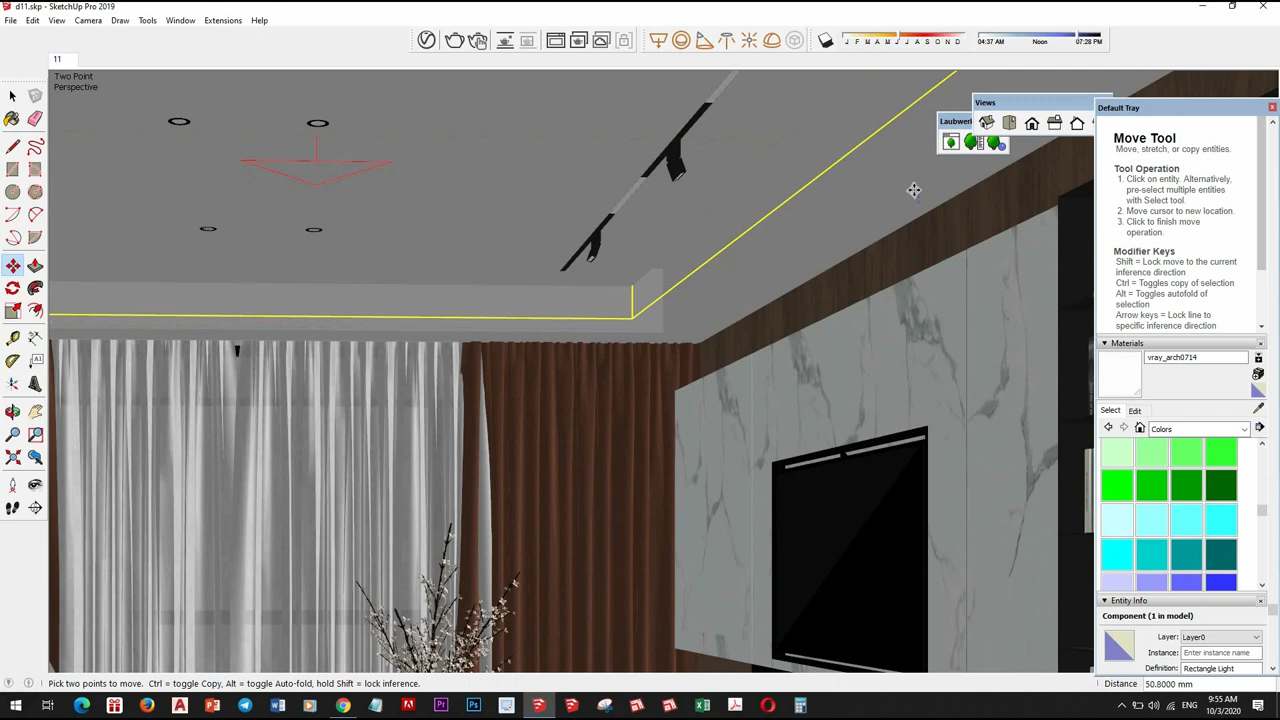 d11.skp - SketchUp Pro 2019
File Edit View Camera Draw Tools Window Extensions Help
J F M A M J J A S O N D
04:37 AM Noon 07:28 PM
11
Two Point
Perspective
Views
Laubwerk
Default Tray
Move Tool
Move, stretch, or copy entities.
Tool Operation
1. Click on entity. Alternatively,
pre-select multiple entities
with Select tool.
2. Move cursor to new location.
3. Click to finish move
operation.
Modifier Keys
Shift = Lock move to the current
inference direction
Ctrl = Toggles copy of selection
Alt = Toggles autofold of
selection
Arrow keys = Lock line to
specific inference direction
Materials
vray_arch0714
Select Edit
Colors
Entity Info
Component (1 in model)
Layer: Layer0
Instance: Enter instance name
Definition: Rectangle Light
Pick two points to move. Ctrl = toggle Copy, Alt = toggle Auto-fold, hold Shift = lock inference.
Distance 50.8000 mm
ENG
9:55 AM
10/3/2020